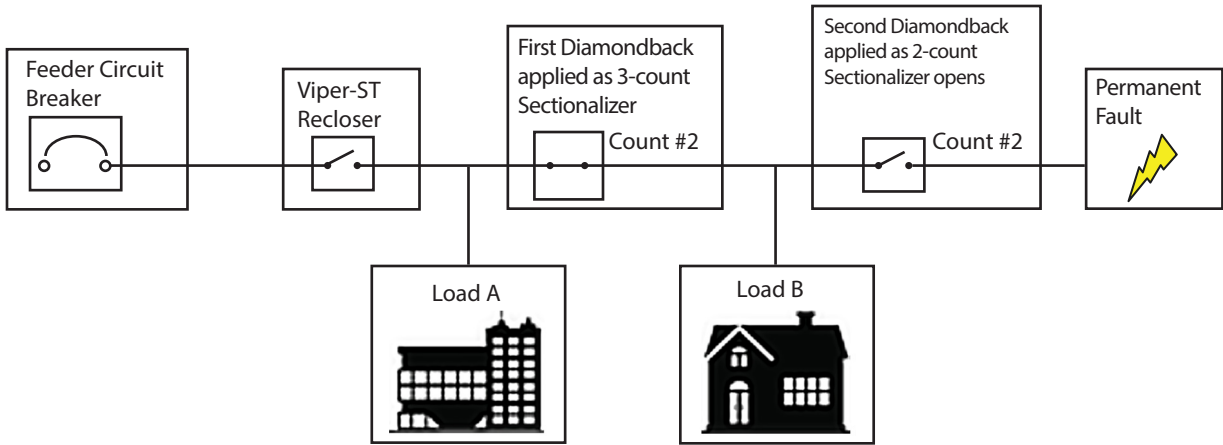 Feeder Circuit
Breaker
Viper-ST
Recloser
First Diamondback
applied as 3-count
Sectionalizer
Count #2
Second Diamondback
applied as 2-count
Sectionalizer opens
Count #2
Permanent
Fault
Load A
Load B